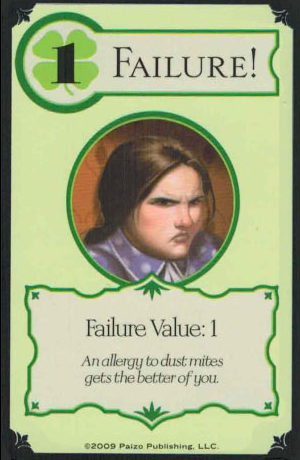 1 FAILURE!
Failure Value: 1
An allergy to dust mites
gets the better of you.
©2009 Paizo Publishing, LLC.